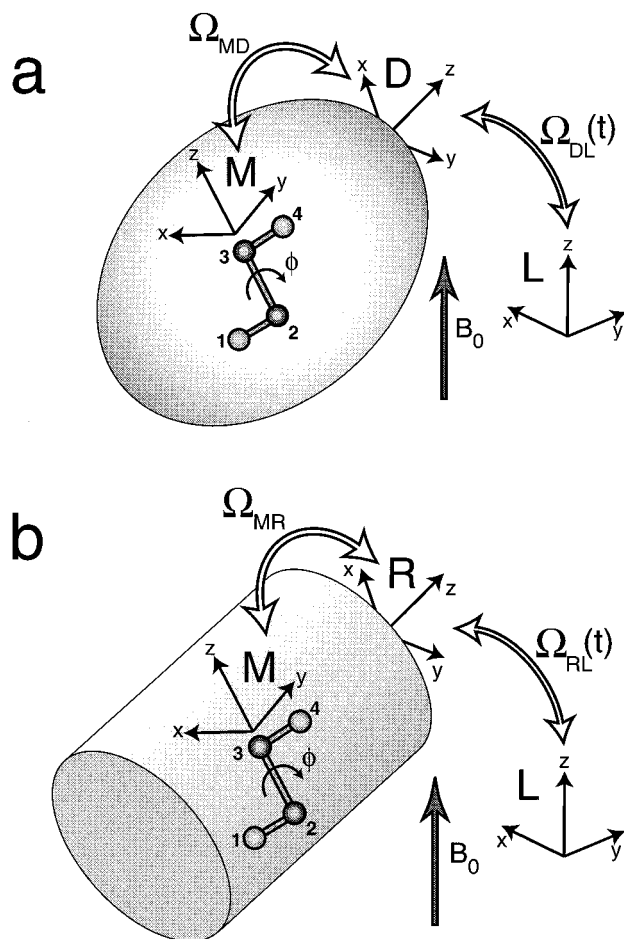 a
Ω_MD
x D z
y
Ω_DL(t)
z M y
x
4
3
φ
1 2
z
L
x y
B_0
b
Ω_MR
x R z
y
Ω_RL(t)
z M y
x
4
3
φ
1 2
z
L
x y
B_0